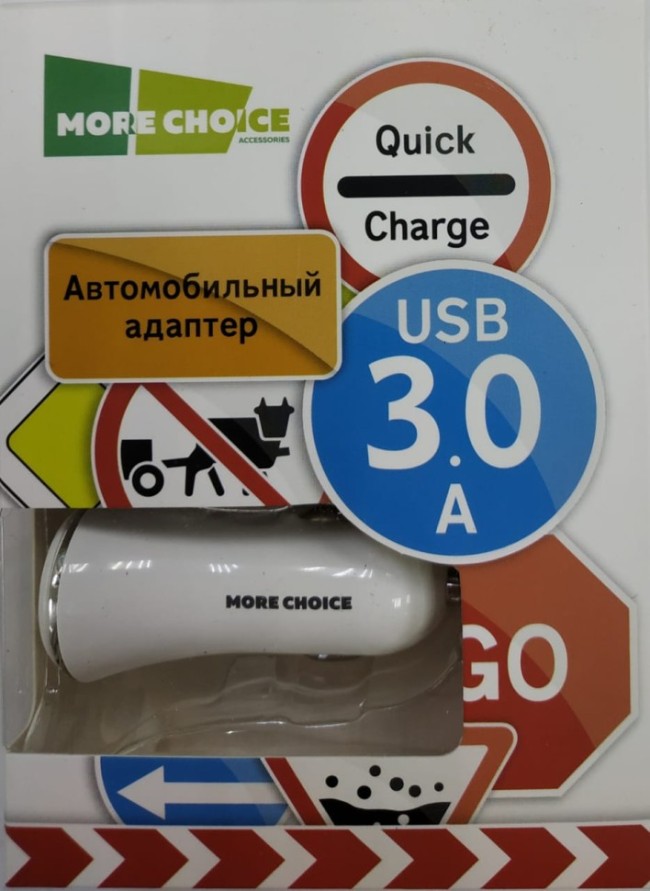 MORE CHOICE
ACCESSORIES
Quick
Charge
Автомобильный
адаптер
USB
3.0
A
MORE CHOICE
GO